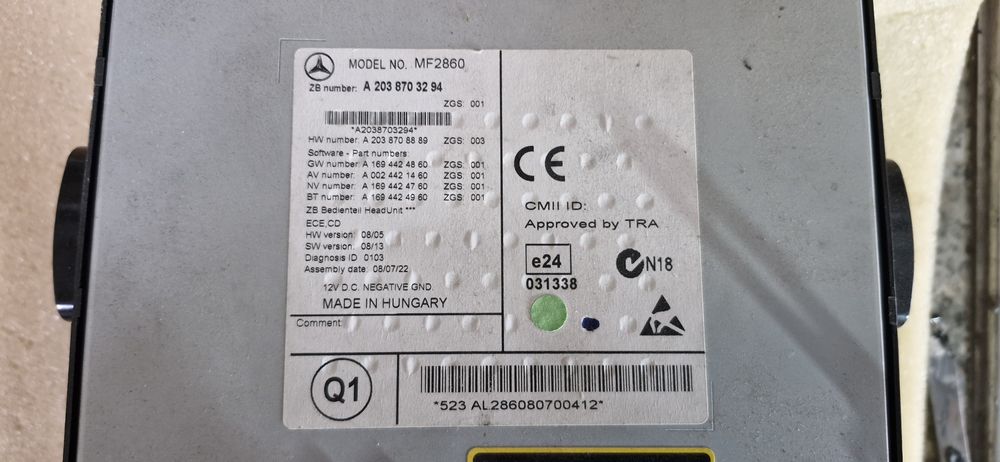 MODEL NO. MF2860
ZB number: A 203 870 32 94
ZGS: 001
*A2038703294*
HW number: A 203 870 88 89 ZGS: 003
Software - Part numbers:
GW number: A 169 442 48 60 ZGS: 001
AV number: A 002 442 14 60 ZGS: 001
NV number: A 169 442 47 60 ZGS: 001
BT number: A 169 442 49 60 ZGS: 001
ZB Bedienteil HeadUnit ***
ECE,CD
HW version: 08/05
SW version: 08/13
Diagnosis ID 0103
Assembly date: 08/07/22
12V D.C. NEGATIVE GND.
MADE IN HUNGARY
Comment:
CE
CMII ID:
Approved by TRA
e24
031338
N18
Q1
*523 AL286080700412*